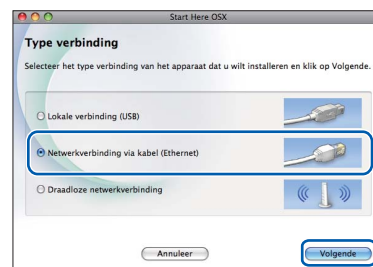 Start Here OSX
Type verbinding
Selecteer het type verbinding van het apparaat dat u wilt installeren en klik op Volgende.
Lokale verbinding (USB)
Netwerkverbinding via kabel (Ethernet)
Draadloze netwerkverbinding
Annuleer
Volgende